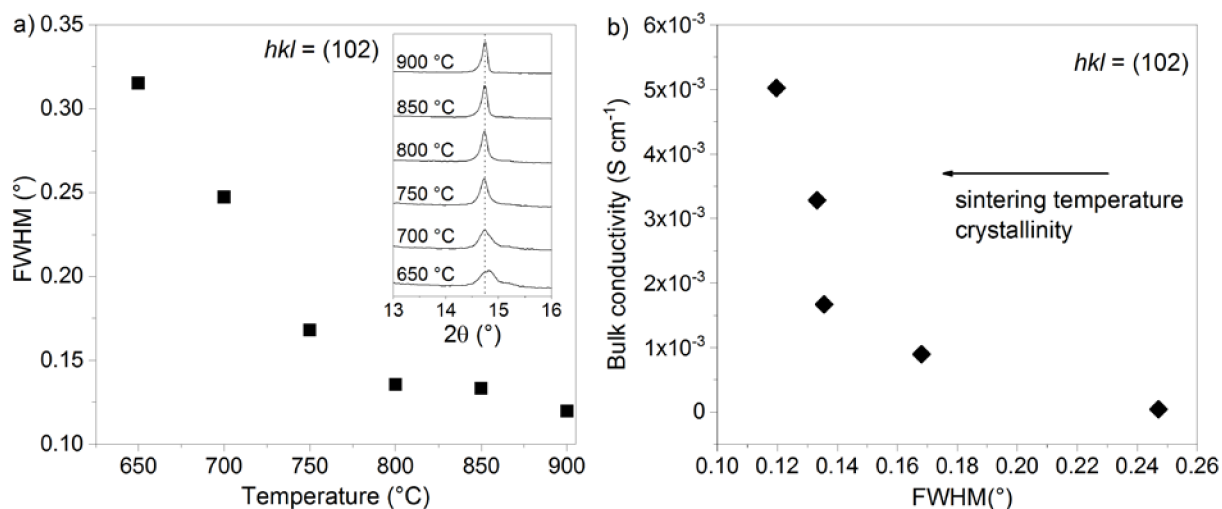 a)
hkl = (102)
0.35
0.30
0.25
0.20
0.15
0.10
FWHM (°)
650
700
750
800
850
900
Temperature (°C)
900 °C
850 °C
800 °C
750 °C
700 °C
650 °C
13
14
15
16
2θ (°)
b)
hkl = (102)
6x10⁻³
5x10⁻³
4x10⁻³
3x10⁻³
2x10⁻³
1x10⁻³
0
Bulk conductivity (S cm⁻¹)
sintering temperature
crystallinity
0.10
0.12
0.14
0.16
0.18
0.20
0.22
0.24
0.26
FWHM(°)